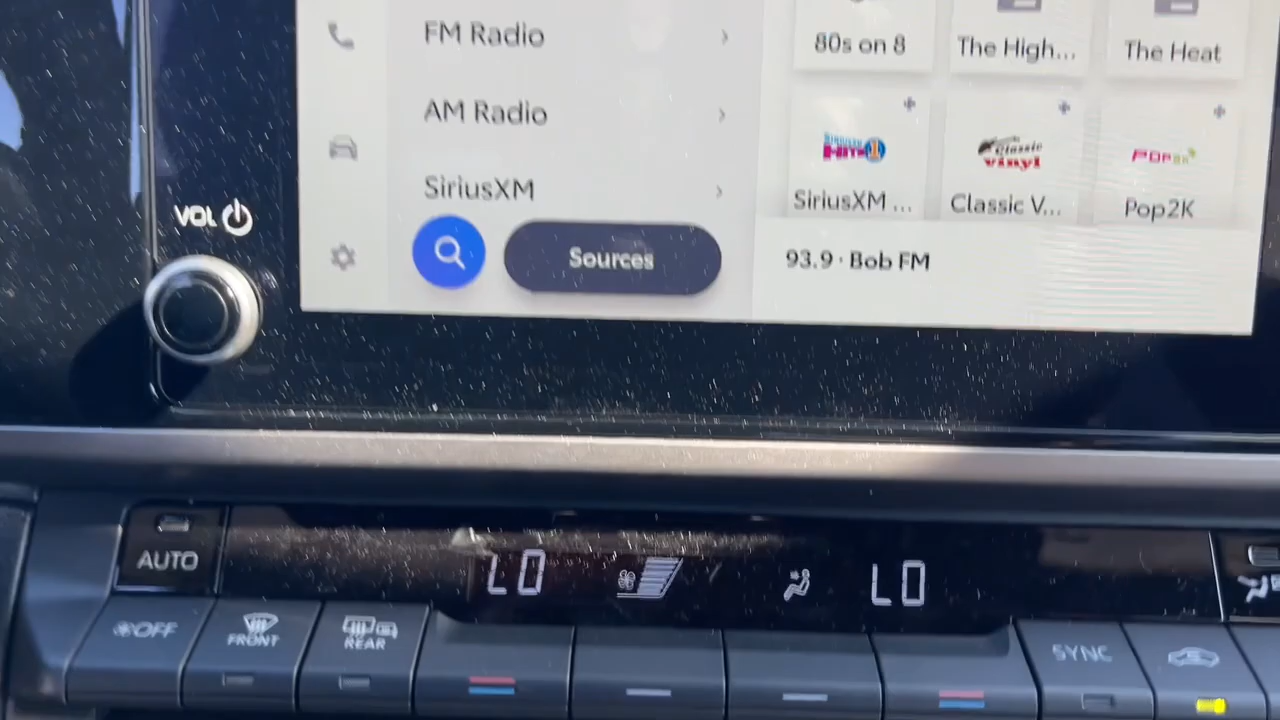 FM Radio
AM Radio
SiriusXM
Sources
80s on 8
The High...
The Heat
HITS 1
SiriusXM ...
Classic Vinyl
Classic V...
POP2K
Pop2K
93.9 · Bob FM
VOL
AUTO
LO
LO
OFF
FRONT
REAR
SYNC